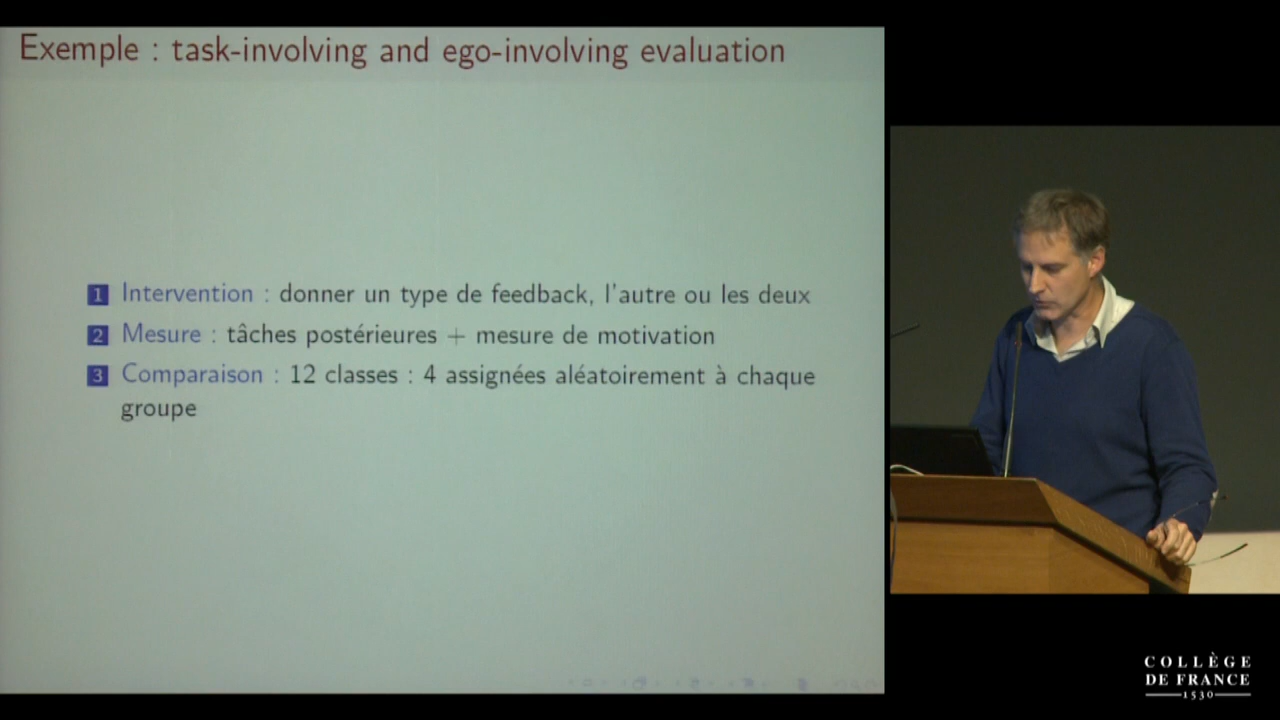 Exemple : task-involving and ego-involving evaluation
1 Intervention : donner un type de feedback, l'autre ou les deux
2 Mesure : tâches postérieures + mesure de motivation
3 Comparaison : 12 classes : 4 assignées aléatoirement à chaque
groupe
COLLÈGE
DE FRANCE
1530